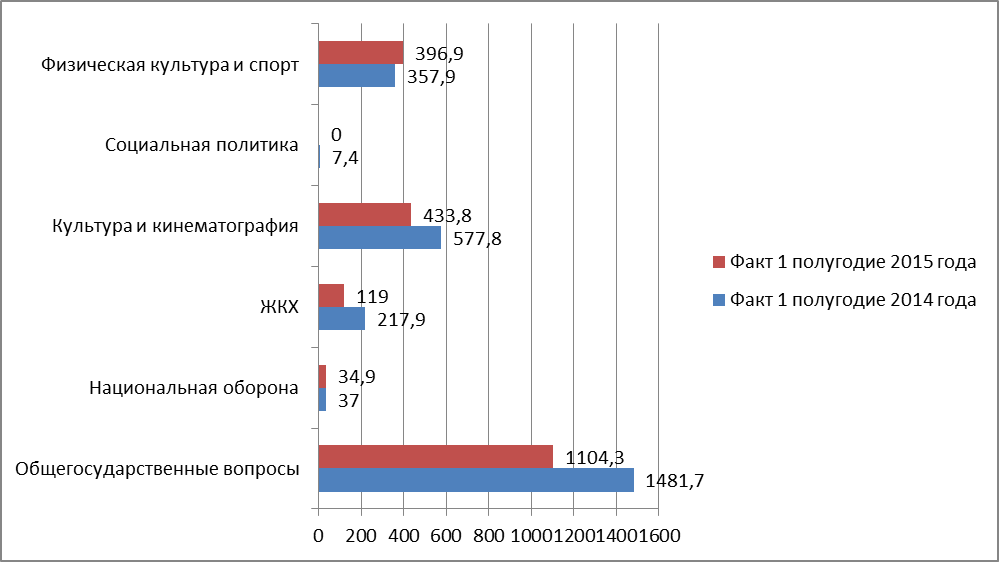 Физическая культура и спорт
396,9
357,9
Социальная политика
0
7,4
Культура и кинематография
433,8
577,8
ЖКХ
119
217,9
Национальная оборона
34,9
37
Общегосударственные вопросы
1104,3
1481,7
0 200 400 600 800 1000 1200 1400 1600
Факт 1 полугодие 2015 года
Факт 1 полугодие 2014 года